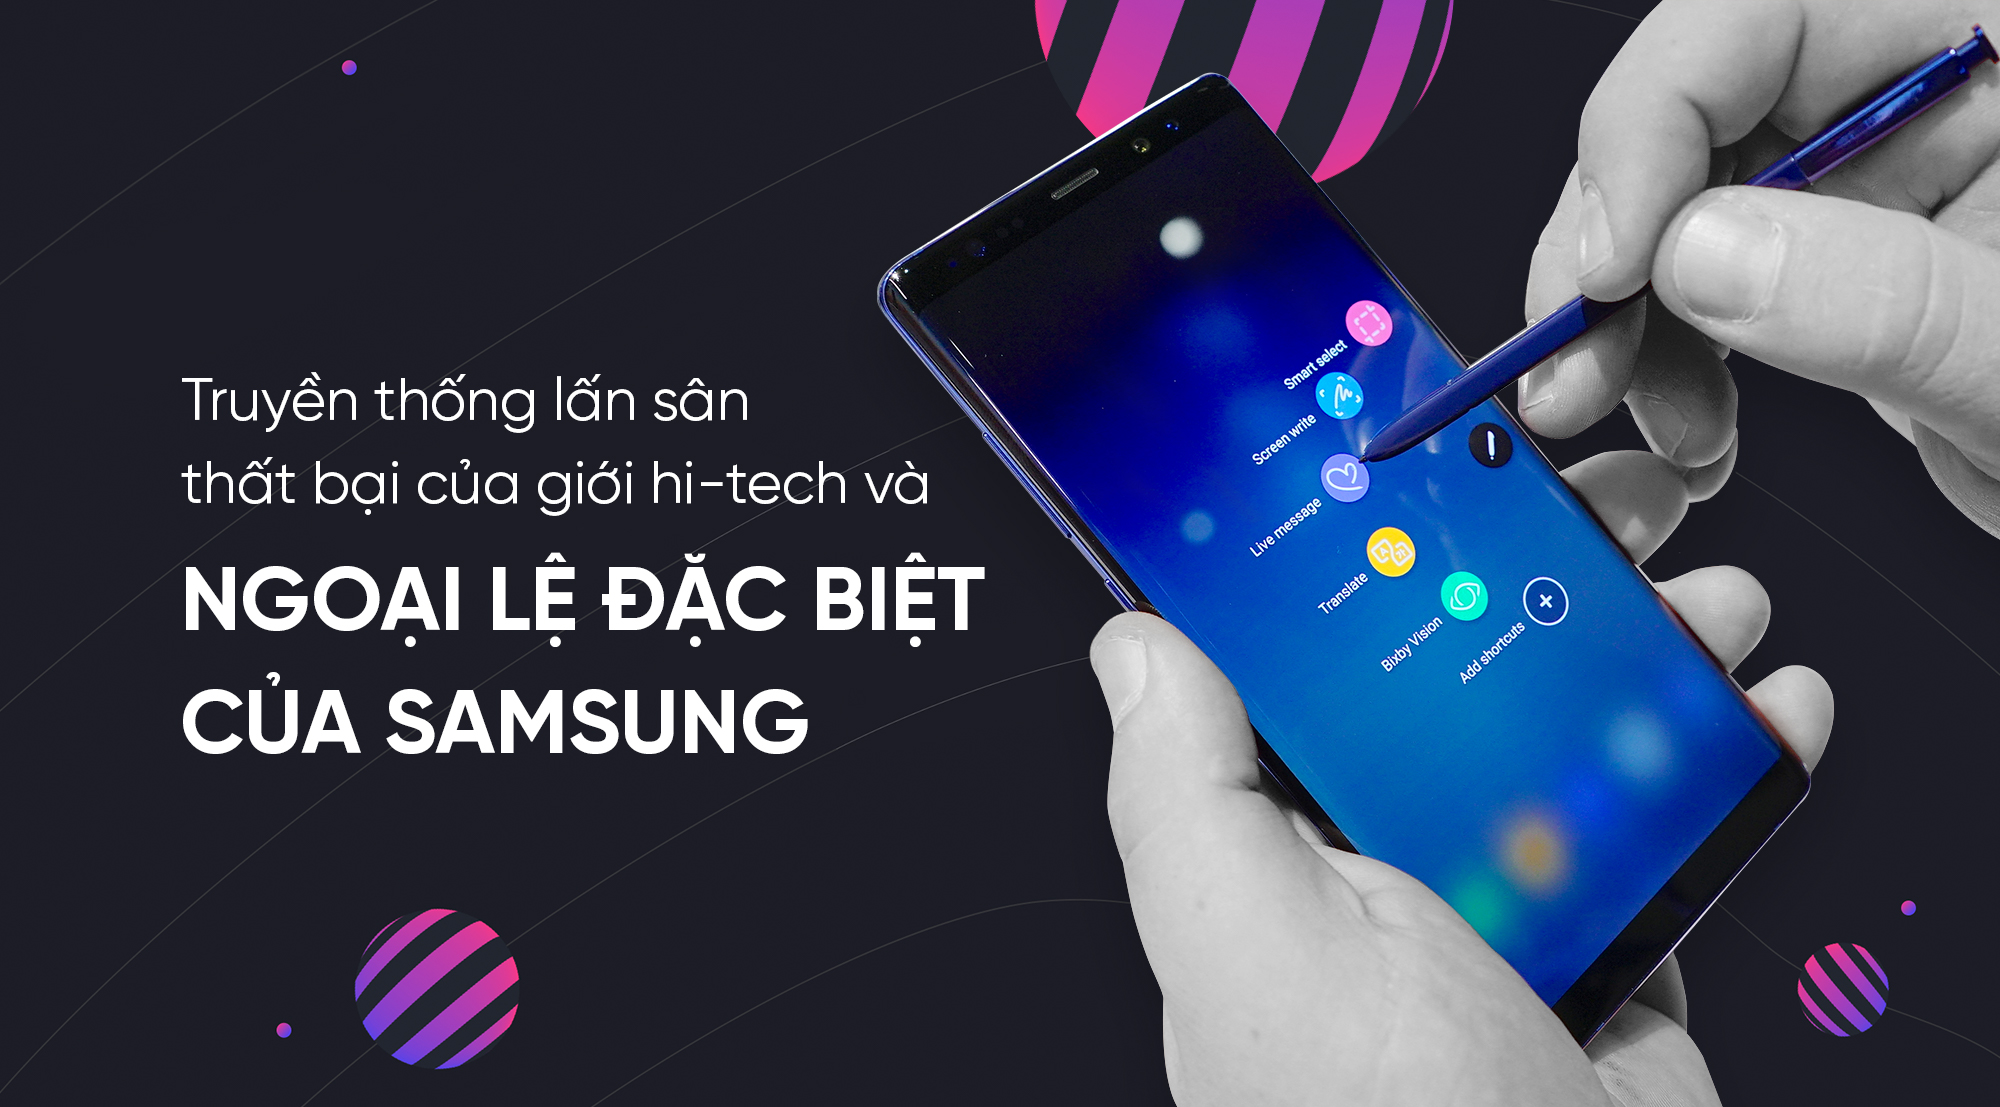 Truyền thống lấn sân
thất bại của giới hi-tech và
NGOẠI LỆ ĐẶC BIỆT
CỦA SAMSUNG
Smart select
Screen write
Live message
Translate
Bixby Vision
Add shortcuts